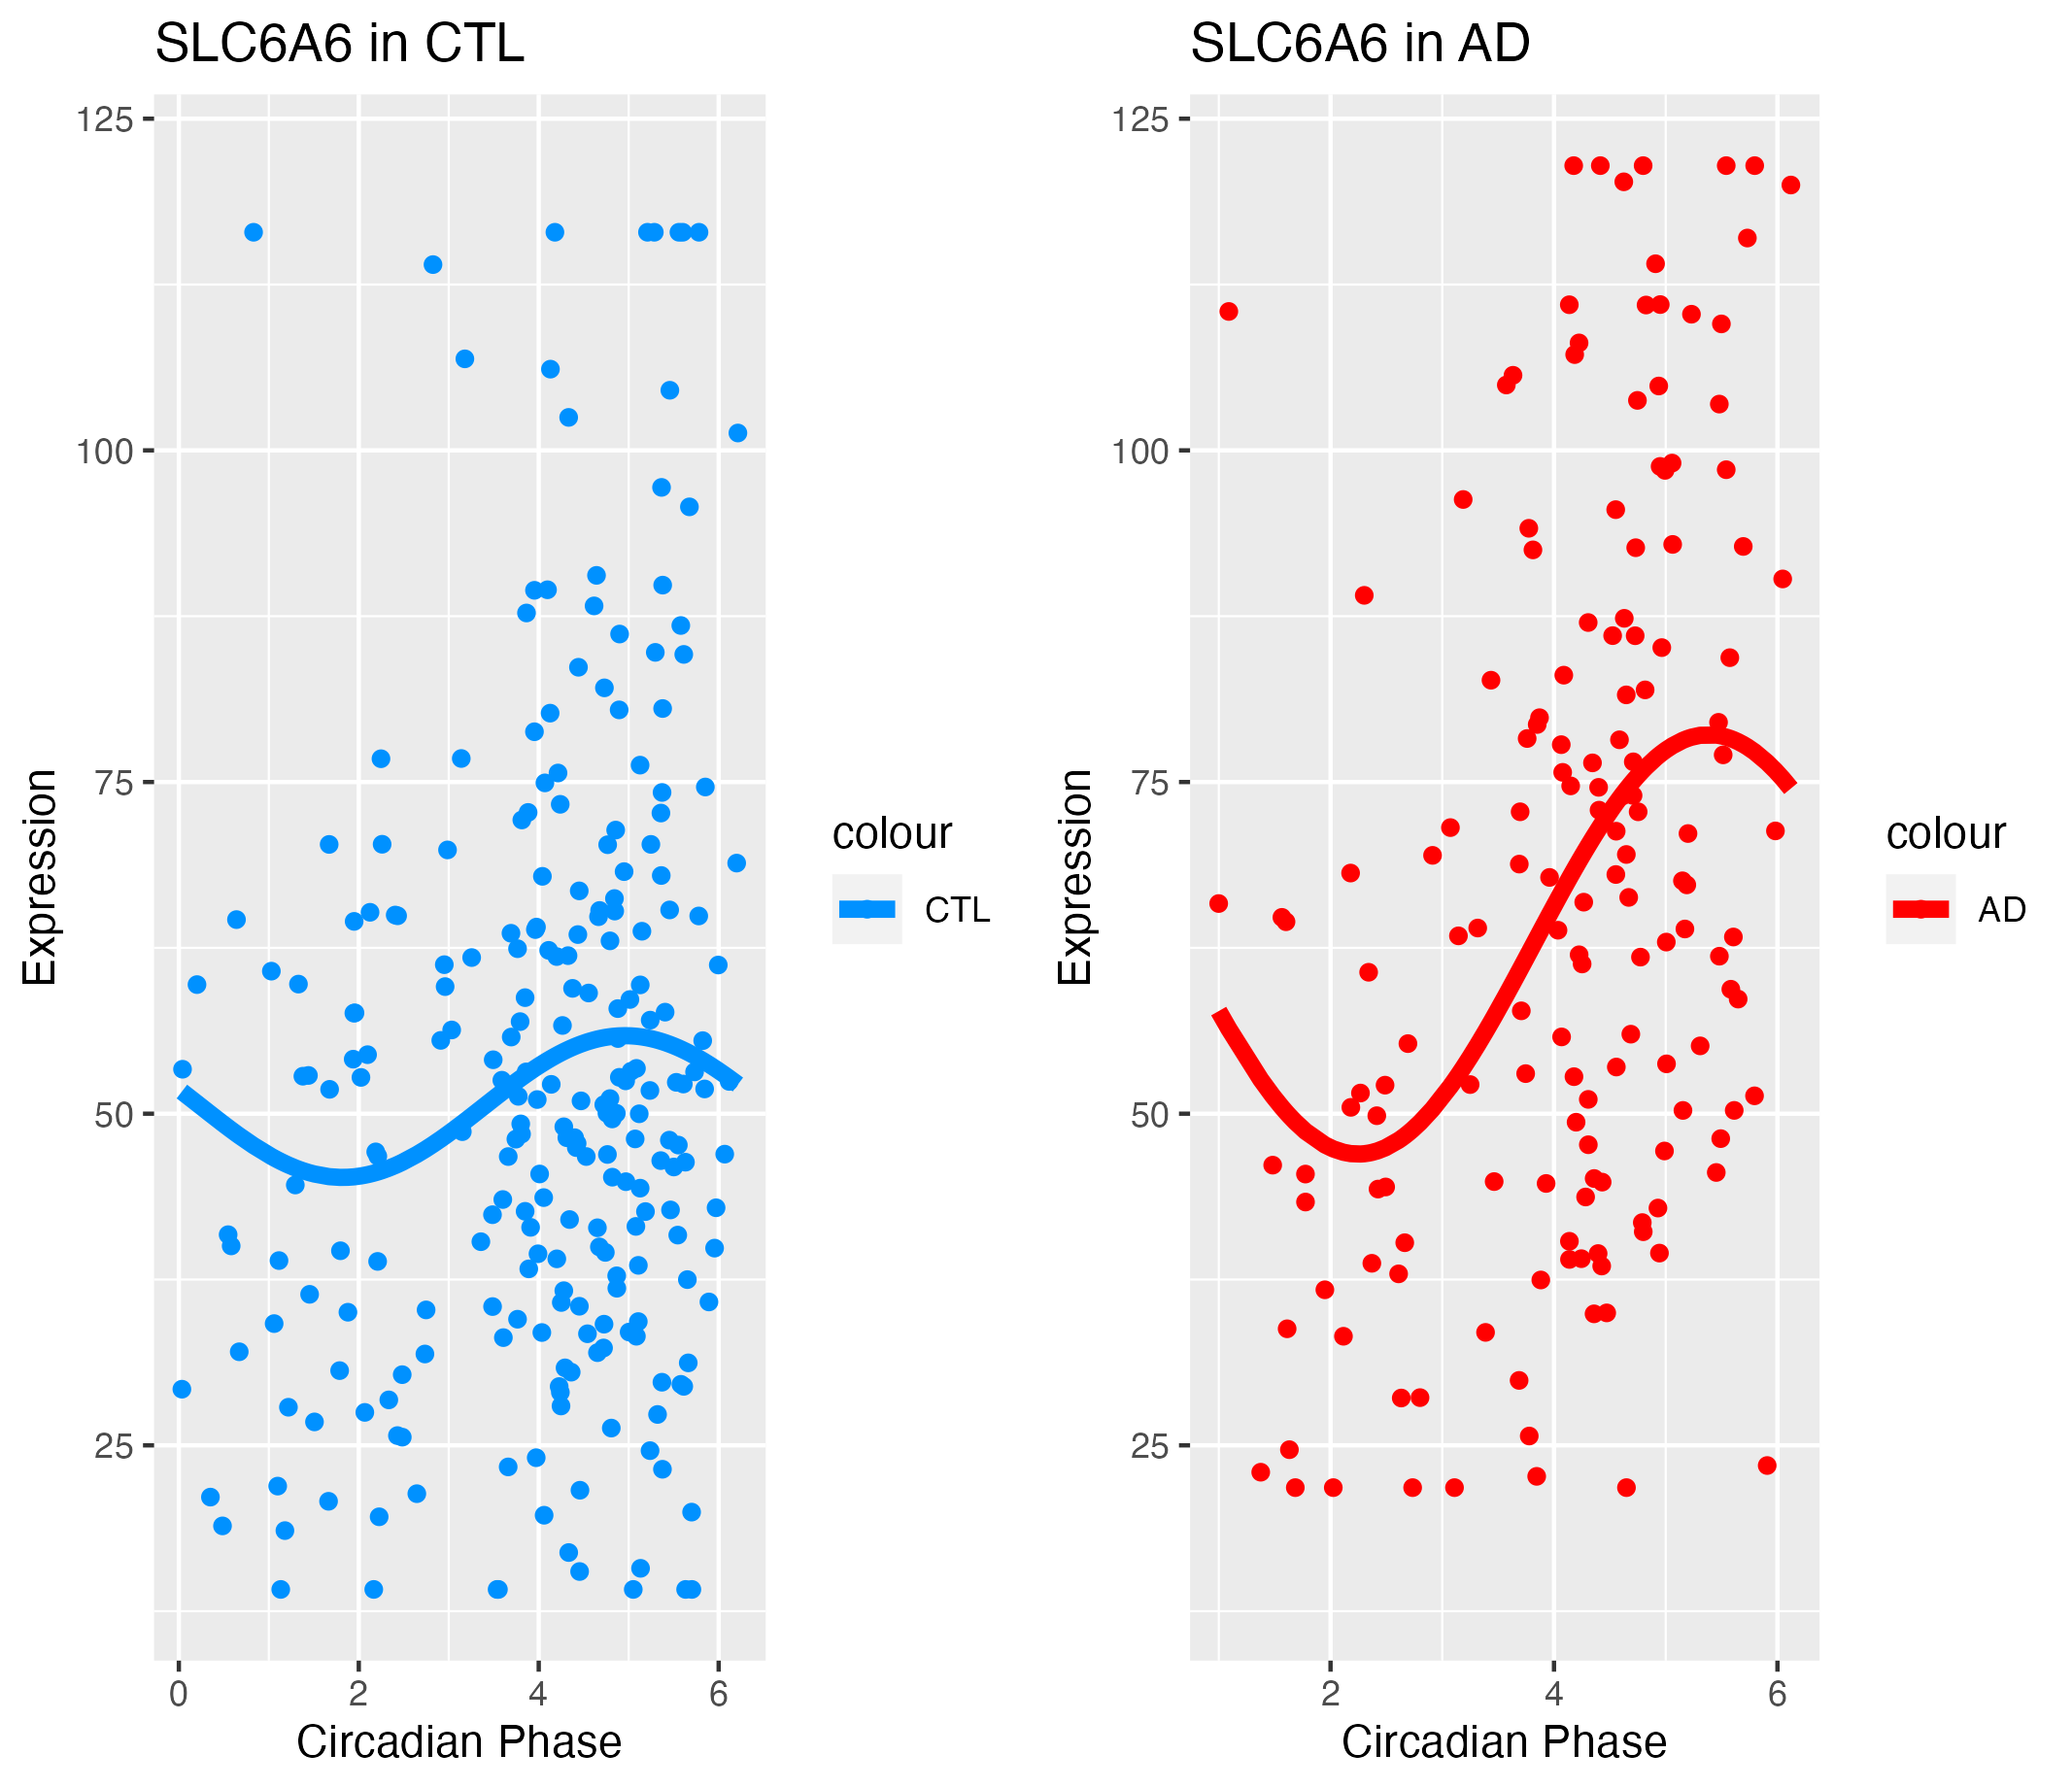 SLC6A6 in CTL
125
100
75
50
25
0 2 4 6
Expression
Circadian Phase
colour
CTL
SLC6A6 in AD
125
100
75
50
25
2 4 6
Expression
Circadian Phase
colour
AD